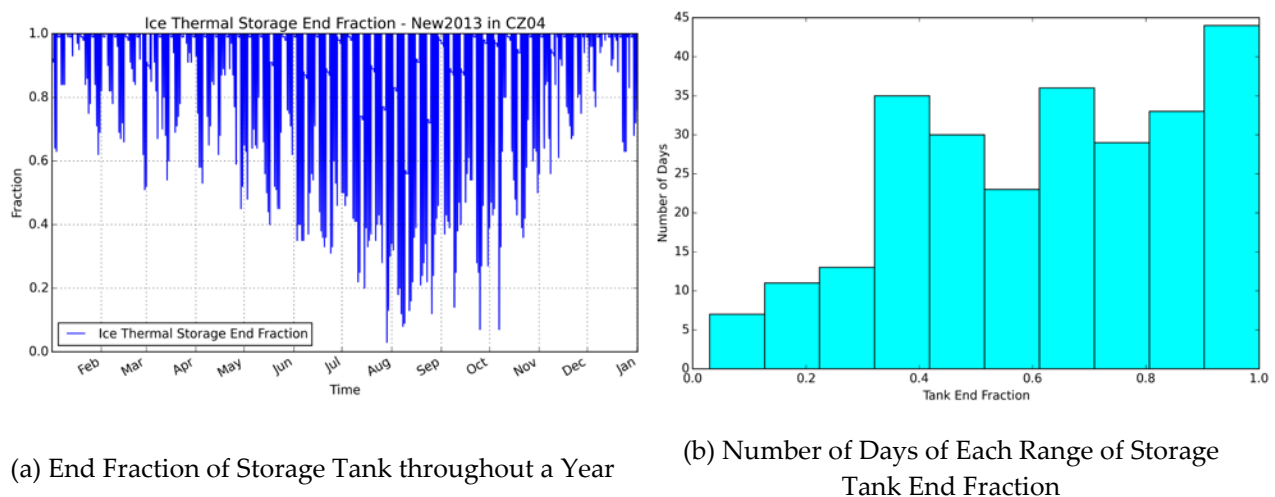 Ice Thermal Storage End Fraction - New2013 in CZ04
1.0
0.8
0.6
0.4
0.2
0.0
Fraction
Ice Thermal Storage End Fraction
Feb Mar Apr May Jun Jul Aug Sep Oct Nov Dec Jan
Time
(a) End Fraction of Storage Tank throughout a Year
45
40
35
30
25
20
15
10
5
0
Number of Days
0.0 0.2 0.4 0.6 0.8 1.0
Tank End Fraction
(b) Number of Days of Each Range of Storage
Tank End Fraction